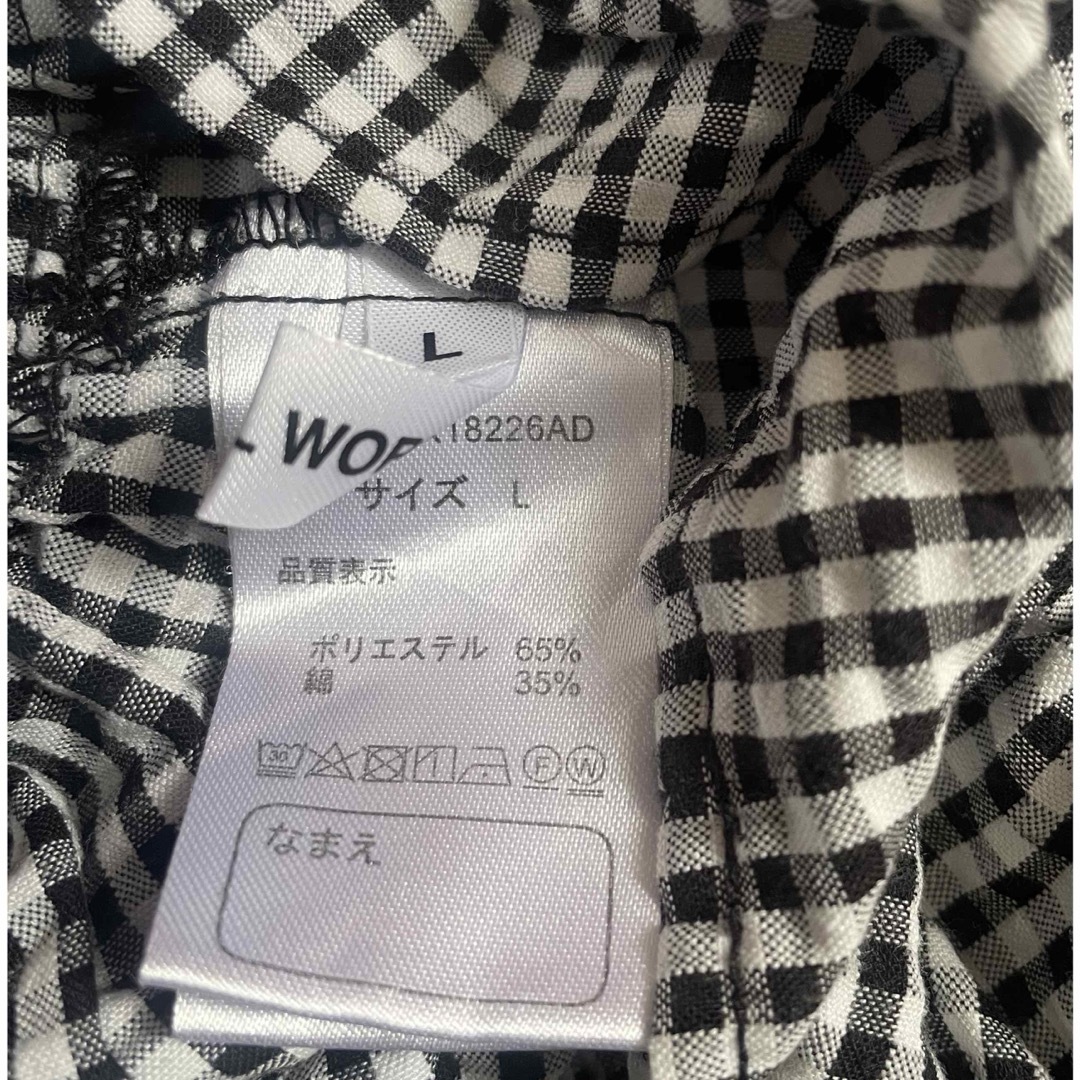 L
WOR
18226AD
サイズ L
品質表示
ポリエステル 65%
綿 35%
30
F W
なまえ